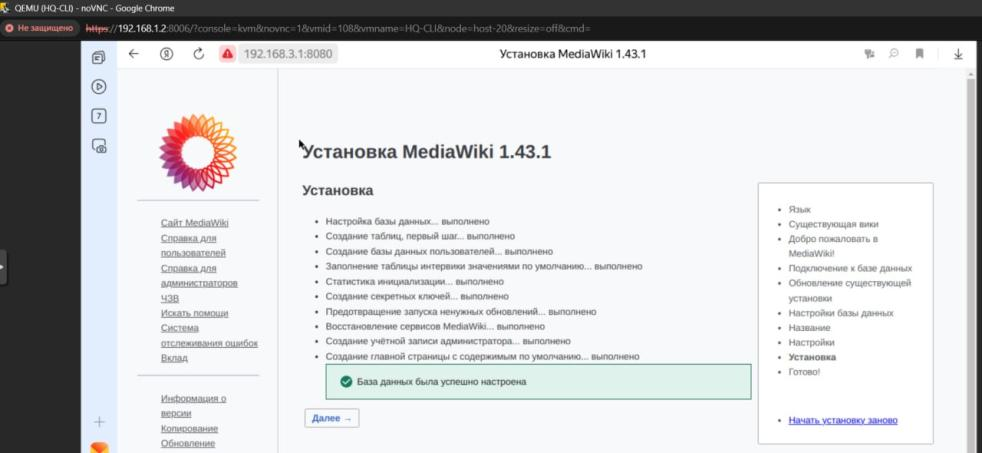 QEMU (HQ-CLI) - noVNC - Google Chrome
Не защищено https://192.168.1.2:8006/?console=kvm&novnc=1&vmid=108&vmname=HQ-CLI&node=host-20&resize=off&cmd=
192.168.3.1:8080 Установка MediaWiki 1.43.1
7
Установка MediaWiki 1.43.1
Установка
Настройка базы данных... выполнено
Создание таблиц, первый шаг... выполнено
Создание базы данных пользователей... выполнено
Заполнение таблицы интервики значениями по умолчанию... выполнено
Статистика инициализации... выполнено
Создание секретных ключей... выполнено
Предотвращение запуска ненужных обновлений... выполнено
Восстановление сервисов MediaWiki... выполнено
Создание учётной записи администратора... выполнено
Создание главной страницы с содержимым по умолчанию... выполнено
База данных была успешно настроена
Далее →
Сайт MediaWiki
Справка для
пользователей
Справка для
администраторов
ЧЗВ
Искать помощи
Система
отслеживания ошибок
Вклад
Информация о
версии
Копирование
Обновление
Язык
Существующая вики
Добро пожаловать в
MediaWiki!
Подключение к базе данных
Обновление существующей
установки
Настройки базы данных
Название
Настройки
Установка
Готово!
Начать установку заново